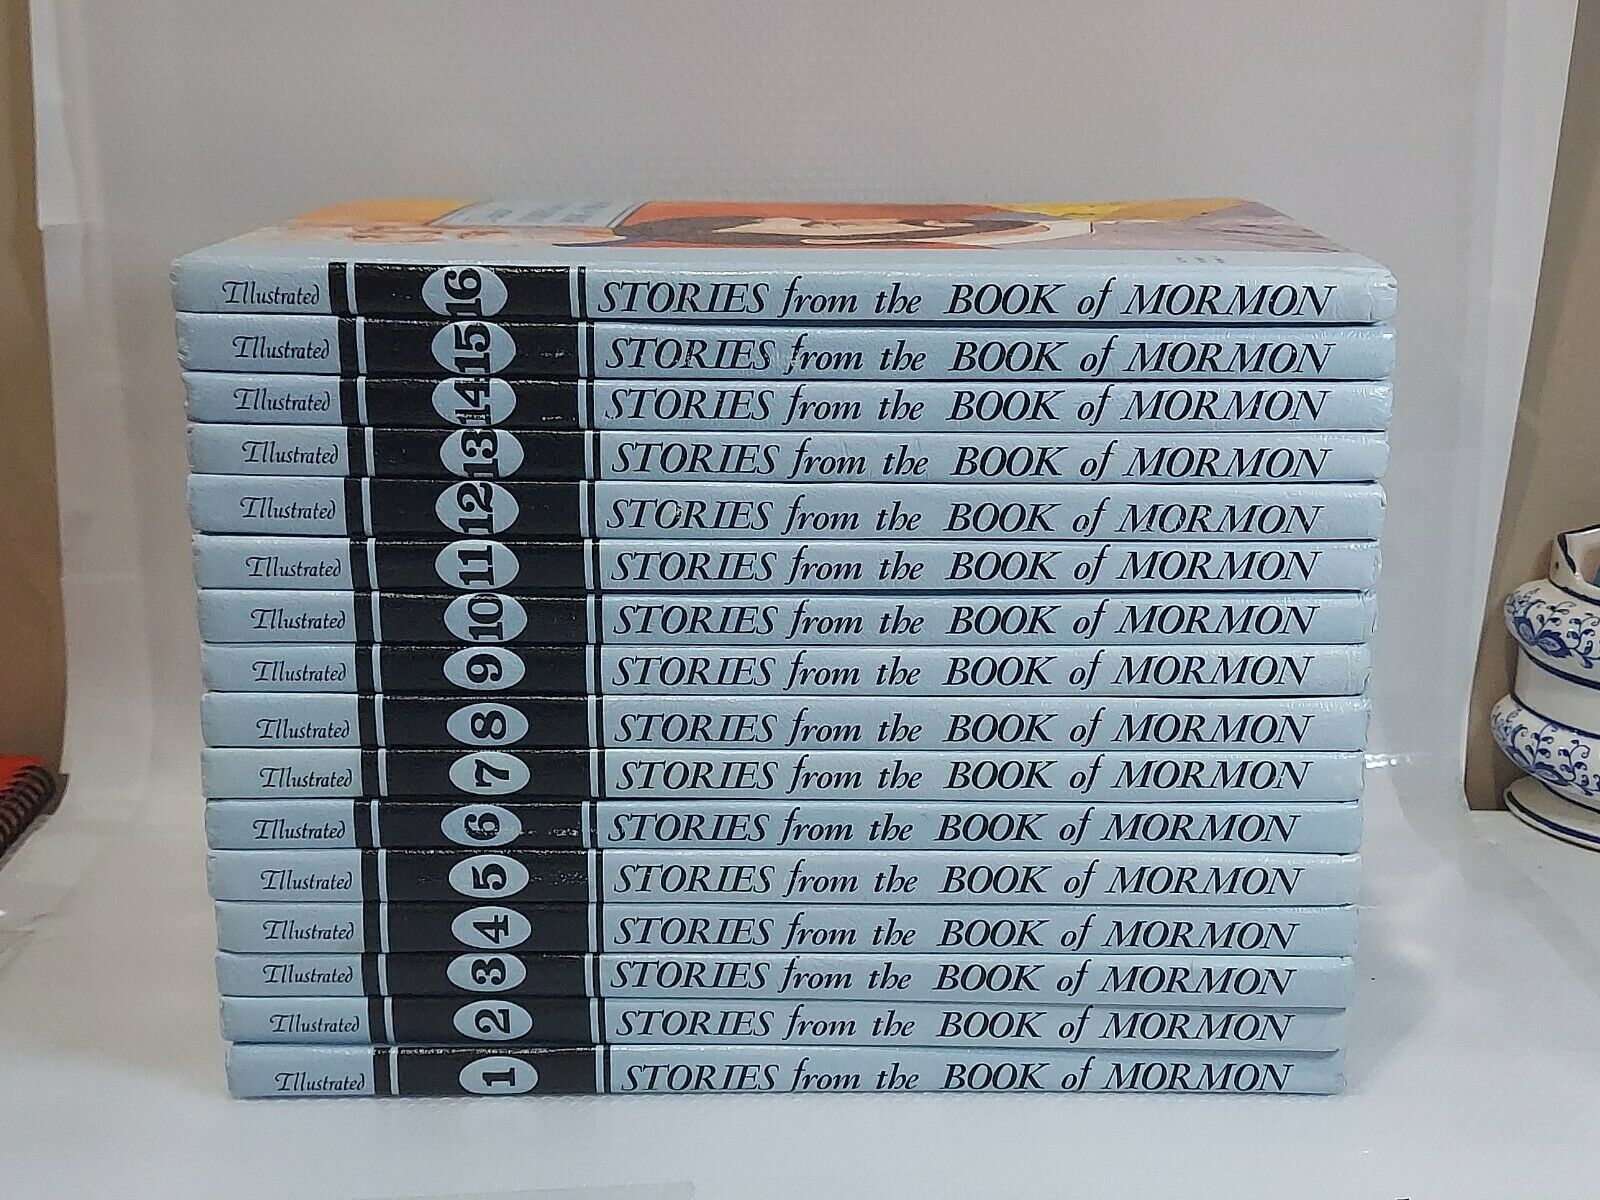 Illustrated 16 STORIES from the BOOK of MORMON
Illustrated 15 STORIES from the BOOK of MORMON
Illustrated 14 STORIES from the BOOK of MORMON
Illustrated 13 STORIES from the BOOK of MORMON
Illustrated 12 STORIES from the BOOK of MORMON
Illustrated 11 STORIES from the BOOK of MORMON
Illustrated 10 STORIES from the BOOK of MORMON
Illustrated 9 STORIES from the BOOK of MORMON
Illustrated 8 STORIES from the BOOK of MORMON
Illustrated 7 STORIES from the BOOK of MORMON
Illustrated 6 STORIES from the BOOK of MORMON
Illustrated 5 STORIES from the BOOK of MORMON
Illustrated 4 STORIES from the BOOK of MORMON
Illustrated 3 STORIES from the BOOK of MORMON
Illustrated 2 STORIES from the BOOK of MORMON
Illustrated 1 STORIES from the BOOK of MORMON